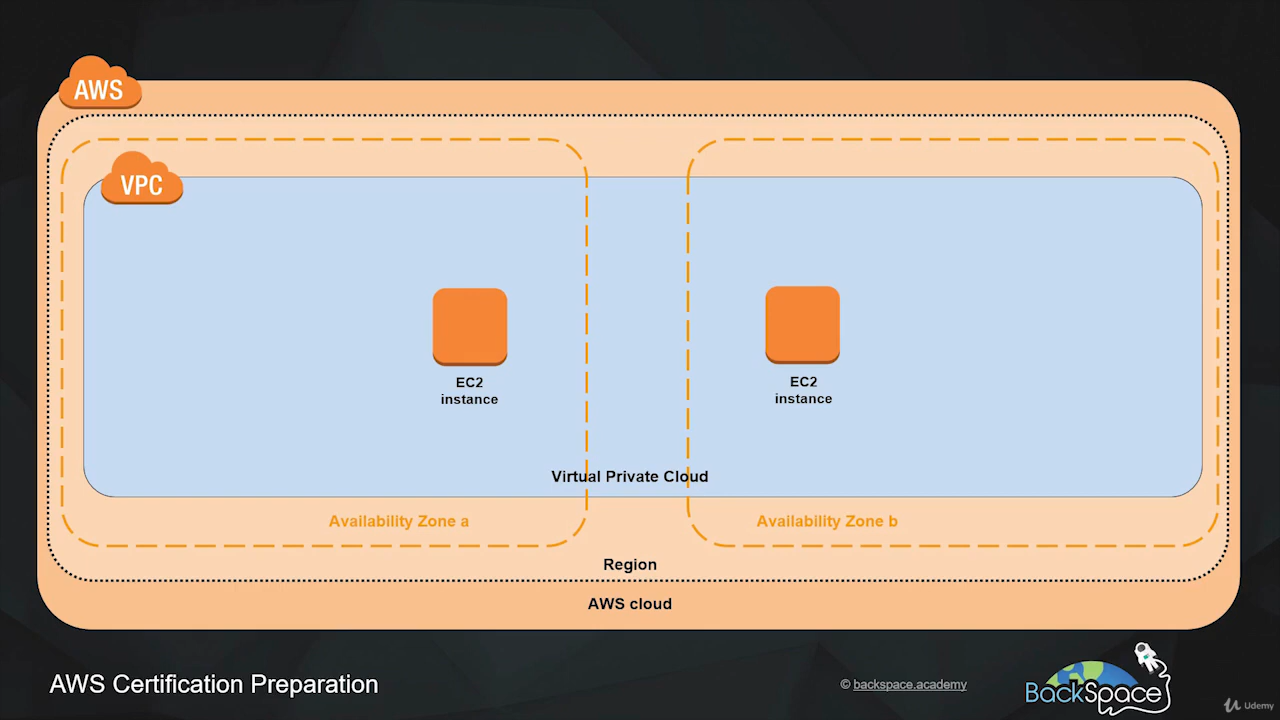 AWS
VPC
EC2
instance
EC2
instance
Virtual Private Cloud
Availability Zone a
Availability Zone b
Region
AWS cloud
AWS Certification Preparation
© backspace.academy
BackSpace
Udemy